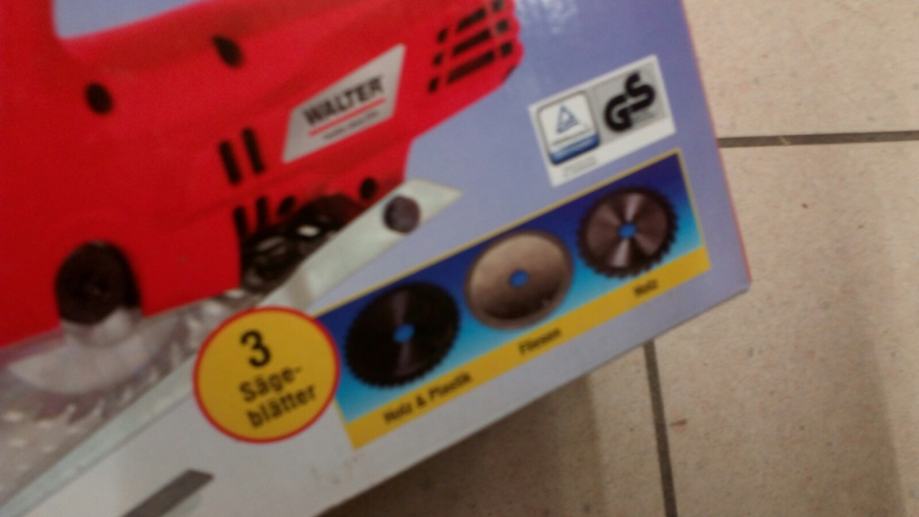 WALTER
GS
3
Säge-
blätter
Holz & Plastik
Fliesen
Holz